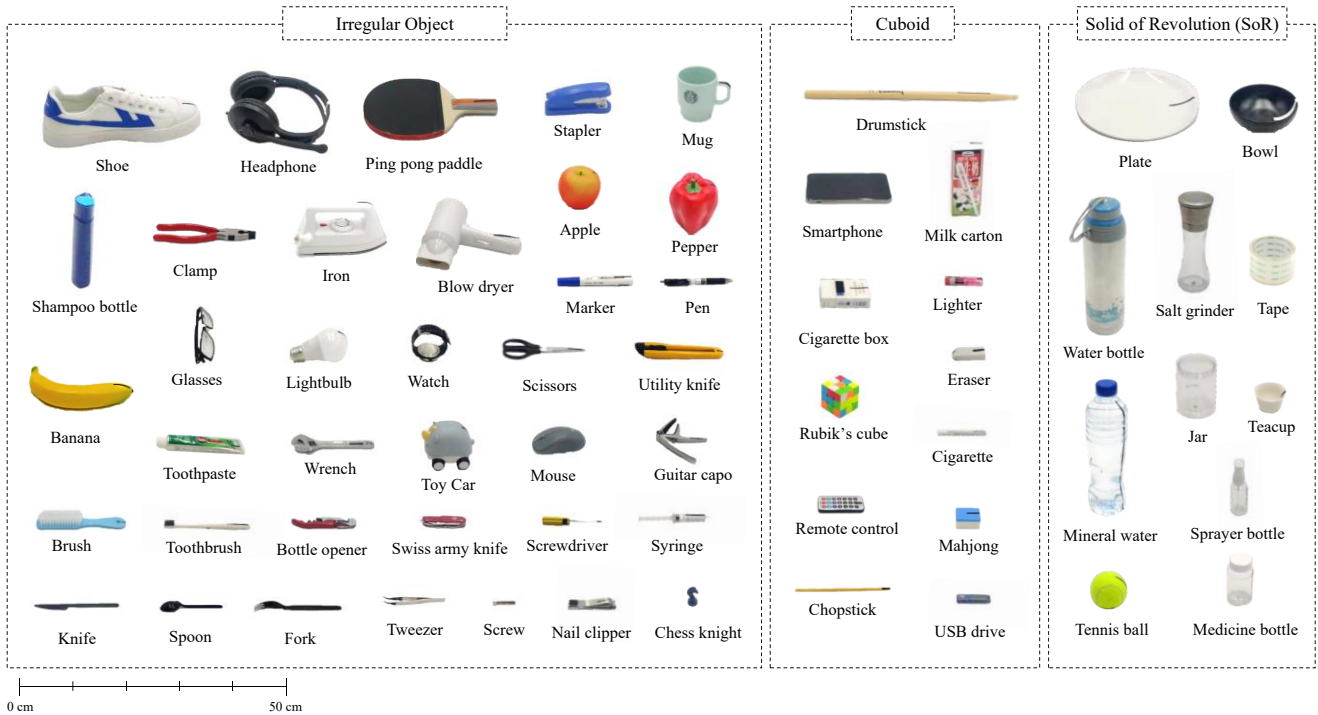 Irregular Object
Shoe
Headphone
Ping pong paddle
Stapler
Mug
Shampoo bottle
Clamp
Iron
Blow dryer
Apple
Pepper
Marker
Pen
Banana
Glasses
Lightbulb
Watch
Scissors
Utility knife
Toothpaste
Wrench
Toy Car
Mouse
Guitar capo
Brush
Toothbrush
Bottle opener
Swiss army knife
Screwdriver
Syringe
Knife
Spoon
Fork
Tweezer
Screw
Nail clipper
Chess knight
Cuboid
Drumstick
Smartphone
Milk carton
Cigarette box
Lighter
Eraser
Rubik's cube
Cigarette
Remote control
Mahjong
Chopstick
USB drive
Solid of Revolution (SoR)
Plate
Bowl
Water bottle
Salt grinder
Tape
Jar
Teacup
Mineral water
Sprayer bottle
Tennis ball
Medicine bottle
0 cm
50 cm